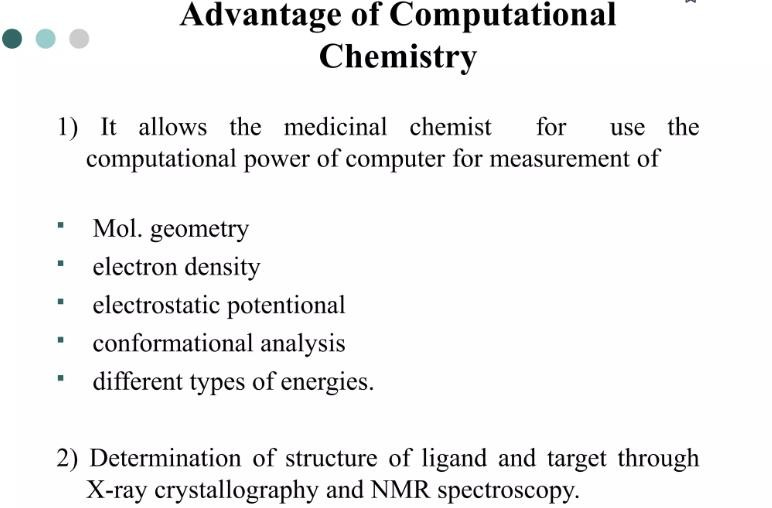 Advantage of Computational
Chemistry
1) It allows the medicinal chemist for use the
computational power of computer for measurement of
▪ Mol. geometry
▪ electron density
▪ electrostatic potentional
▪ conformational analysis
▪ different types of energies.
2) Determination of structure of ligand and target through
X-ray crystallography and NMR spectroscopy.